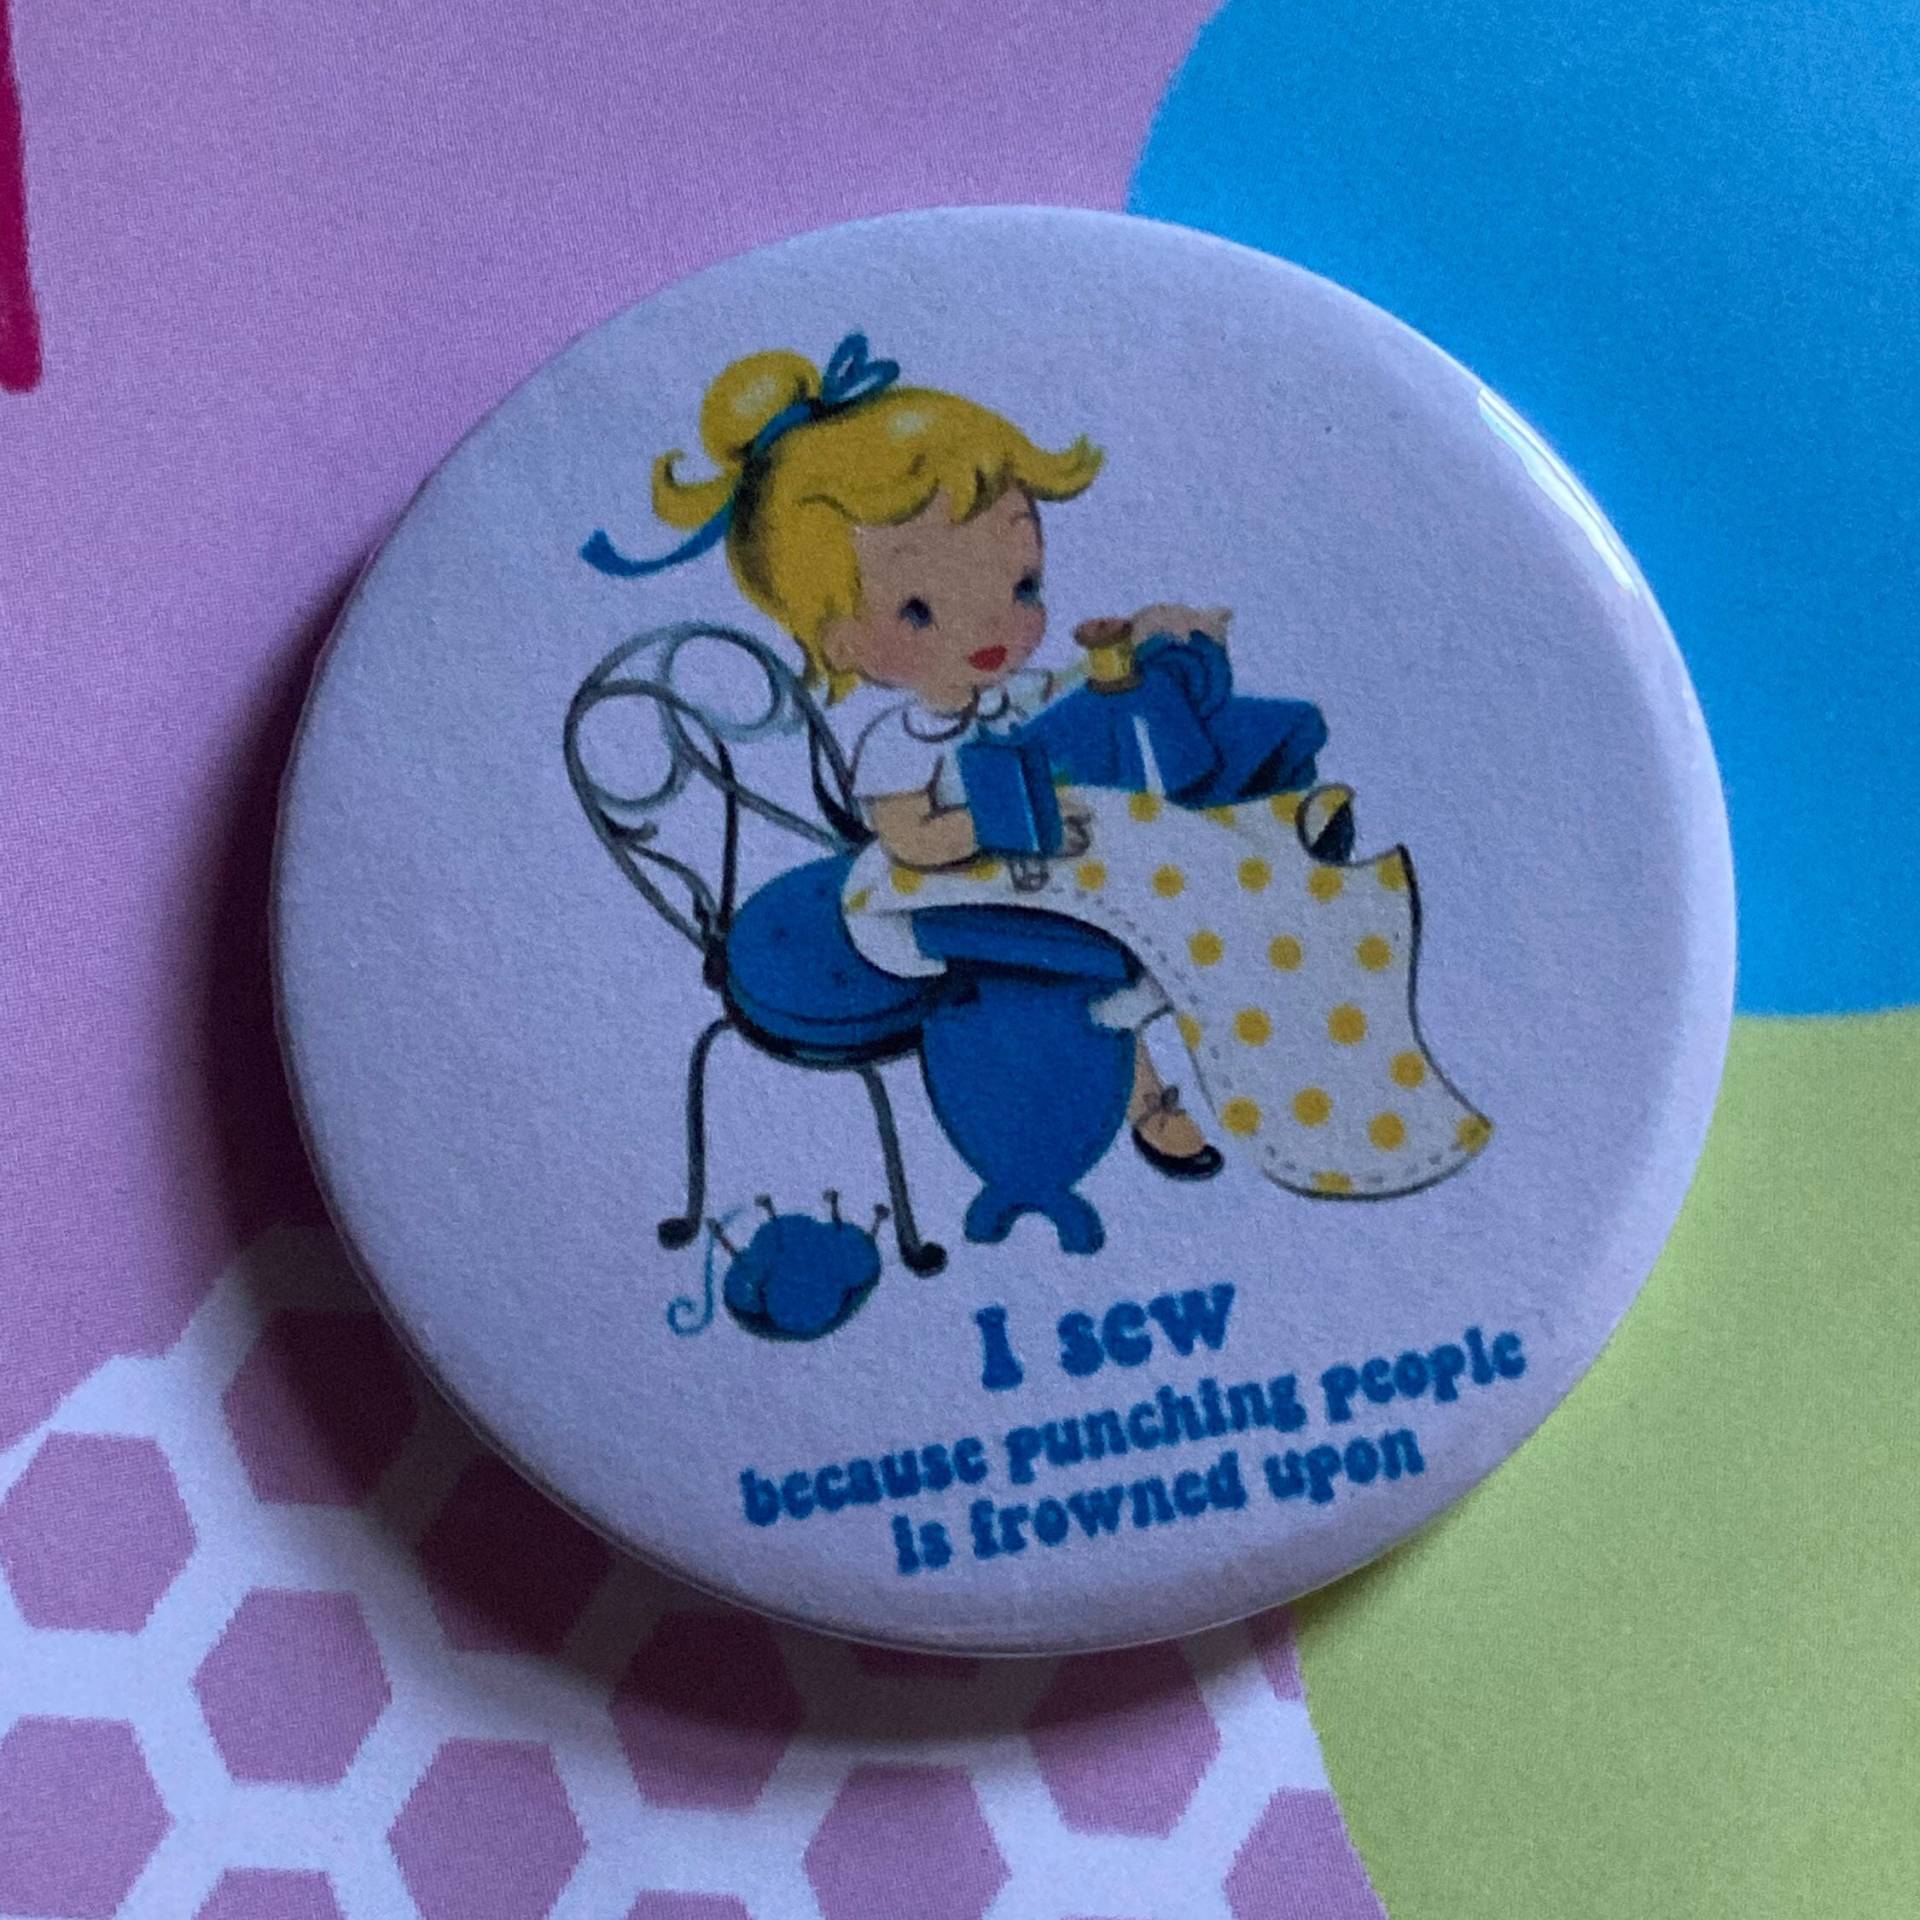 I sew
because punching people
is frowned upon